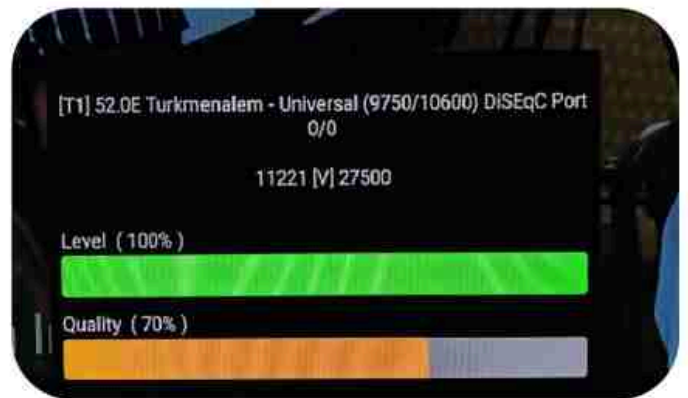 [T1] 52.0E Turkmenalem - Universal (9750/10600) DiSEqC Port
0/0
11221 [V] 27500
Level ( 100% )
Quality ( 70% )